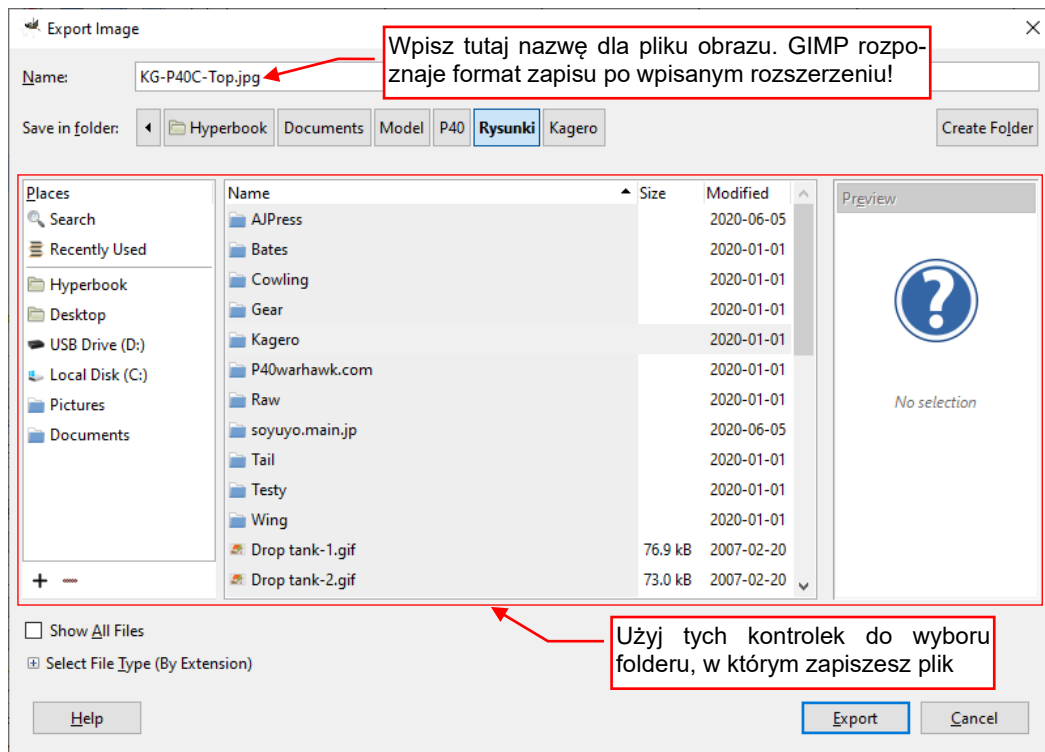 Export Image
Wpisz tutaj nazwę dla pliku obrazu. GIMP rozpo-
znaje format zapisu po wpisanym rozszerzeniu!
Name: KG-P40C-Top.jpg
Save in folder: Hyperbook Documents Model P40 Rysunki Kagero Create Folder
Places Name Size Modified Preview
Search AJPress 2020-06-05
Recently Used Bates 2020-01-01
Hyperbook Cowling 2020-01-01
Desktop Gear 2020-01-01
USB Drive (D:) Kagero 2020-01-01
Local Disk (C:) P40warhawk.com 2020-01-01
Pictures Raw 2020-01-01 No selection
Documents soyuyo.main.jp 2020-06-05
Tail 2020-01-01
Testy 2020-01-01
Wing 2020-01-01
Drop tank-1.gif 76.9 kB 2007-02-20
Drop tank-2.gif 73.0 kB 2007-02-20
Show All Files
Select File Type (By Extension)
Użyj tych kontrolek do wyboru
folderu, w którym zapiszesz plik
Help Export Cancel